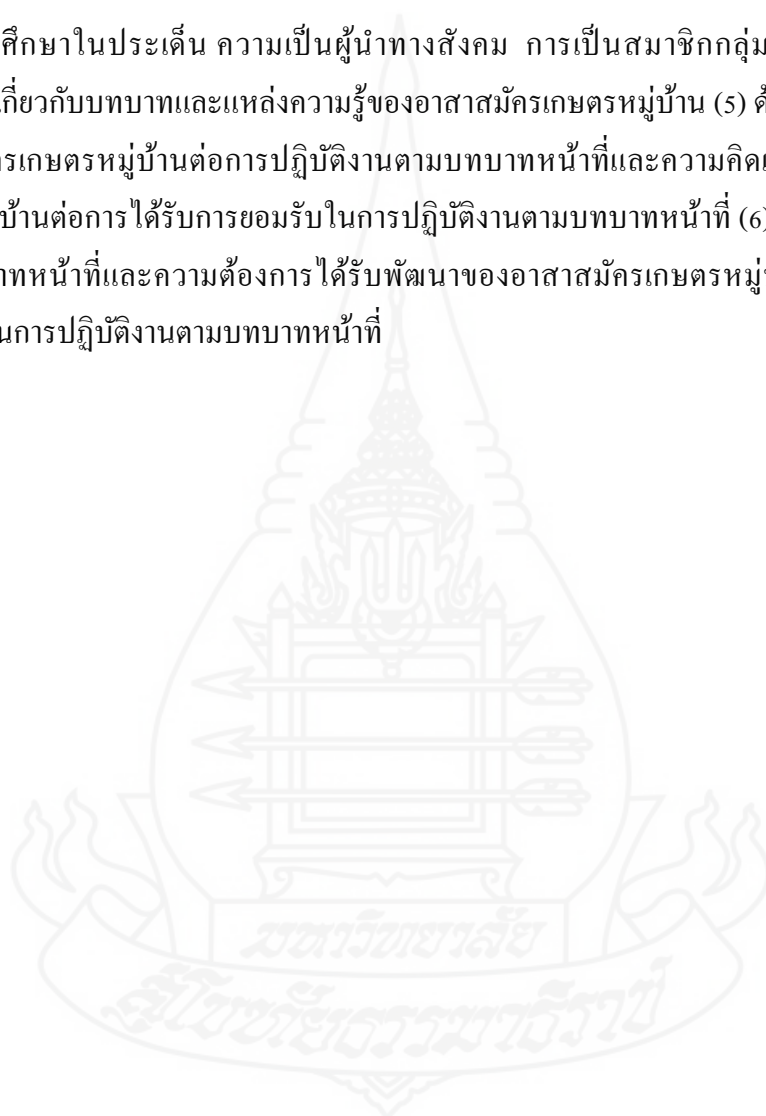 ศึกษาในประเด็น ความเป็นผู้นำทางสังคม การเป็นสมาชิกกลุ่ม
เกี่ยวกับบทบาทและแหล่งความรู้ของอาสาสมัครเกษตรหมู่บ้าน (5)
รเกษตรหมู่บ้านต่อการปฏิบัติงานตามบทบาทหน้าที่และความคิด
บ้านต่อการได้รับการยอมรับในการปฏิบัติงานตามบทบาทหน้าที่ (6)
าทหน้าที่และความต้องการได้รับพัฒนาของอาสาสมัครเกษตรหมู่
นการปฏิบัติงานตามบทบาทหน้าที่
มหาวิทยาลัย
สุโขทัยธรรมาธิราช